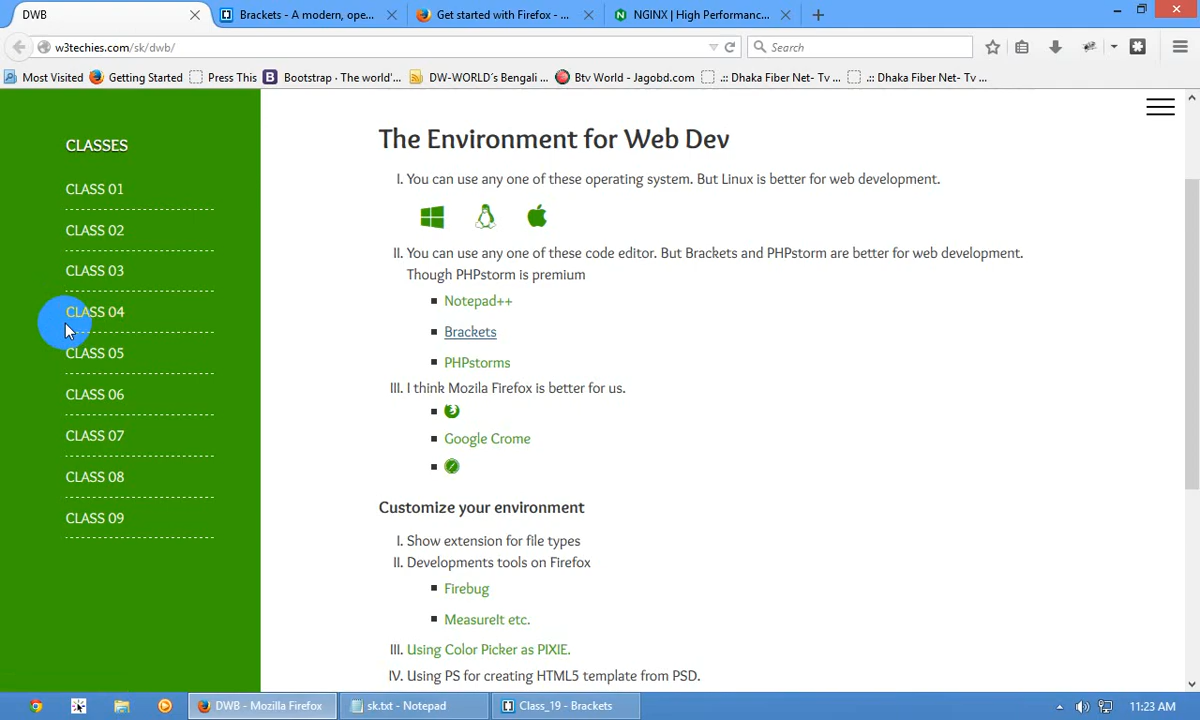 DWB
Brackets - A modern, ope...
Get started with Firefox - ...
NGINX | High Performanc...
w3techies.com/sk/dwb/
Search
Most Visited
Getting Started
Press This
Bootstrap · The world'...
DW-WORLD´s Bengali ...
Btv World - Jagobd.com
.:: Dhaka Fiber Net- Tv ...
.:: Dhaka Fiber Net- Tv ...
CLASSES
CLASS 01
CLASS 02
CLASS 03
CLASS 04
CLASS 05
CLASS 06
CLASS 07
CLASS 08
CLASS 09
The Environment for Web Dev
I. You can use any one of these operating system. But Linux is better for web development.
II. You can use any one of these code editor. But Brackets and PHPstorm are better for web development.
Though PHPstorm is premium
Notepad++
Brackets
PHPstorms
III. I think Mozila Firefox is better for us.
Google Crome
Customize your environment
I. Show extension for file types
II. Developments tools on Firefox
Firebug
MeasureIt etc.
III. Using Color Picker as PIXIE.
IV. Using PS for creating HTML5 template from PSD.
DWB - Mozilla Firefox
sk.txt - Notepad
Class_19 - Brackets
11:23 AM